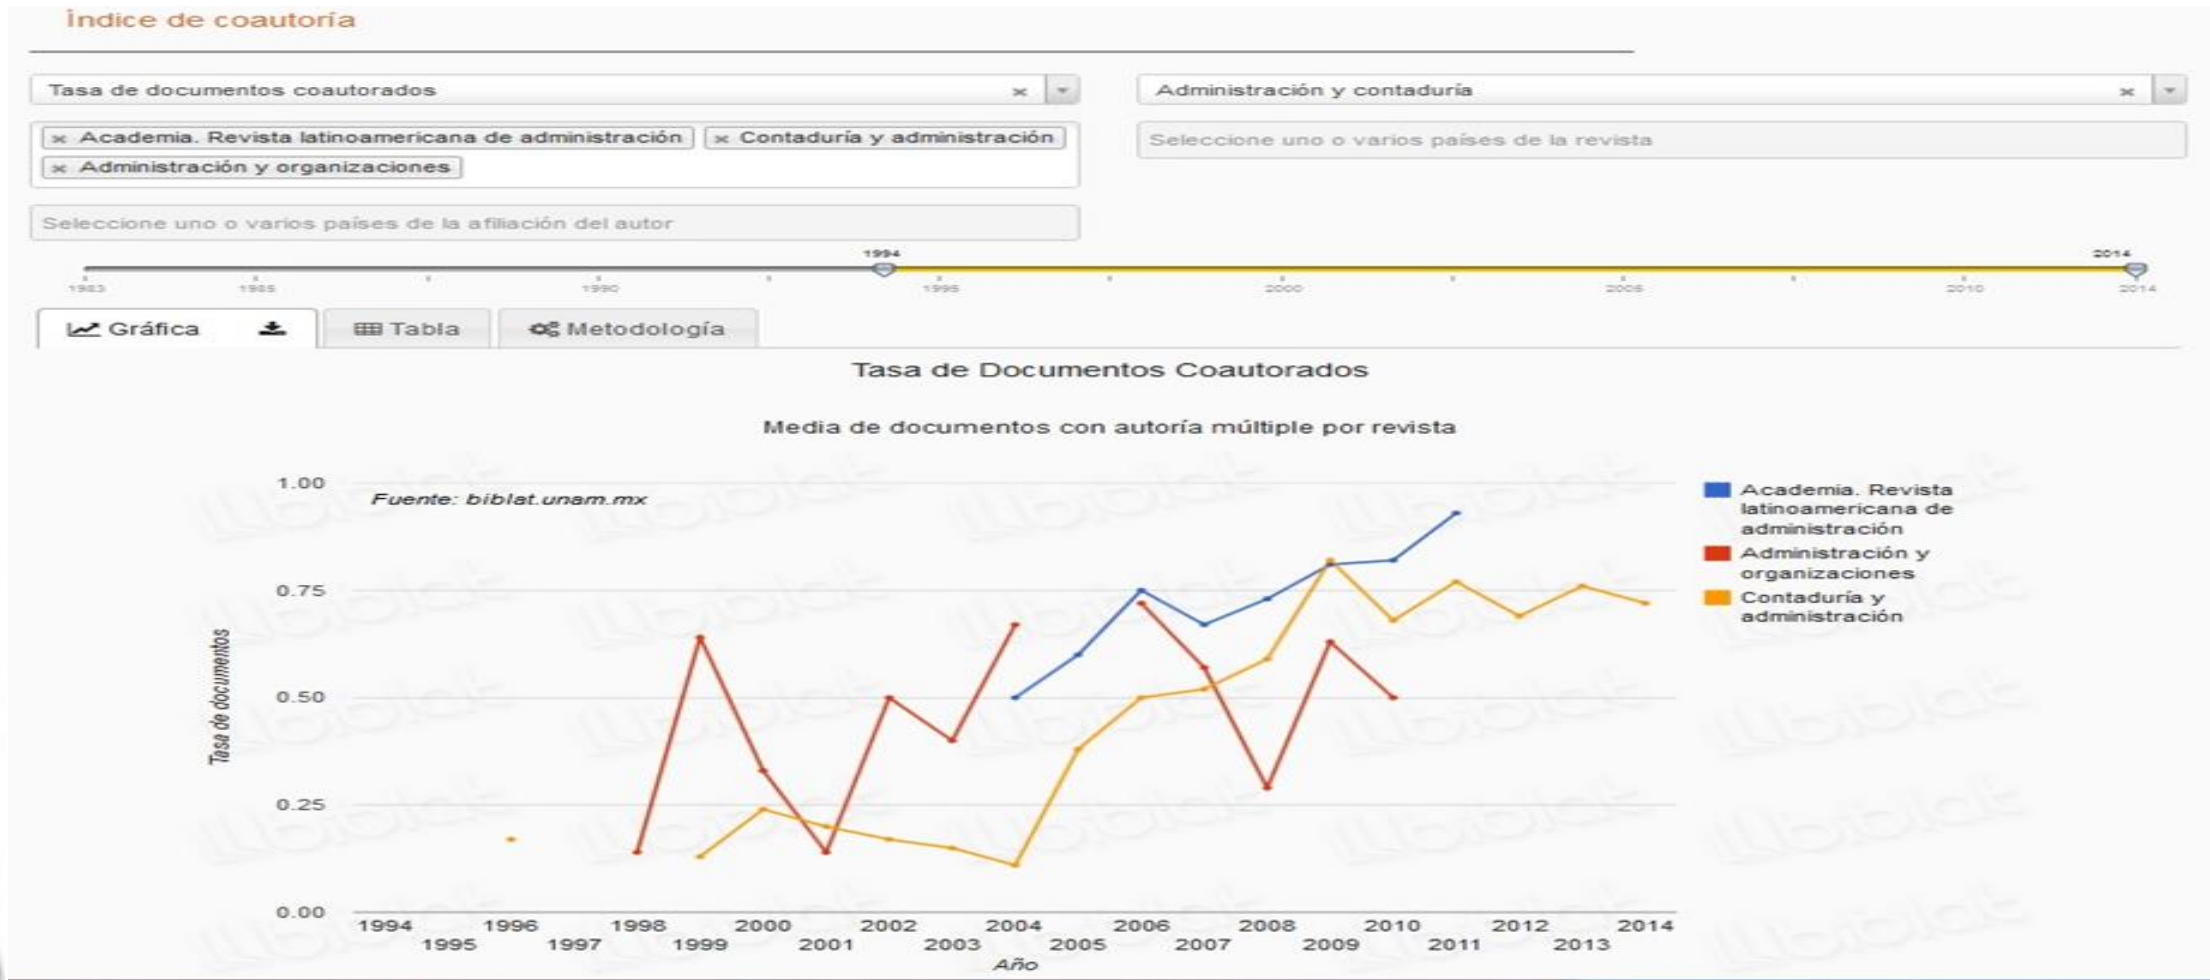 Índice de coautoría
Tasa de documentos coautorados
Administración y contaduría
Academia. Revista latinoamericana de administración
Contaduría y administración
Administración y organizaciones
Seleccione uno o varios países de la revista
Seleccione uno o varios países de la afiliación del autor
1994
2014
1983
1985
1990
1995
2000
2005
2010
2014
Gráfica
Tabla
Metodología
Tasa de Documentos Coautorados
Media de documentos con autoría múltiple por revista
Fuente: biblat.unam.mx
1.00
0.75
0.50
0.25
0.00
Tasa de documentos
Academia. Revista
latinoamericana de
administración
Administración y
organizaciones
Contaduría y
administración
1994
1995
1996
1997
1998
1999
2000
2001
2002
2003
2004
2005
2006
2007
2008
2009
2010
2011
2012
2013
2014
Año
biblat